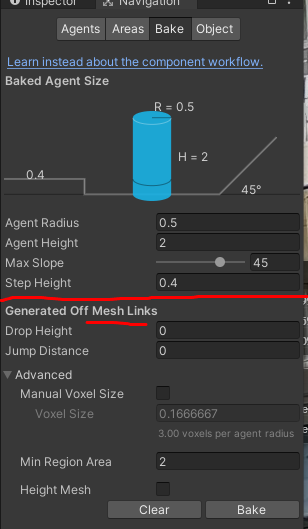 Inspector
Navigation
Agents Areas Bake Object
Learn instead about the component workflow.
Baked Agent Size
R = 0.5
H = 2
0.4
45°
Agent Radius 0.5
Agent Height 2
Max Slope 45
Step Height 0.4
Generated Off Mesh Links
Drop Height 0
Jump Distance 0
Advanced
Manual Voxel Size
Voxel Size 0.1666667
3.00 voxels per agent radius
Min Region Area 2
Height Mesh
Clear Bake